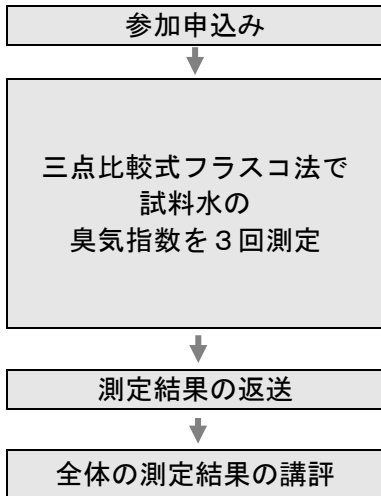 参加申込み
三点比較式フラスコ法で
試料水の
臭気指数を３回測定
測定結果の返送
全体の測定結果の講評